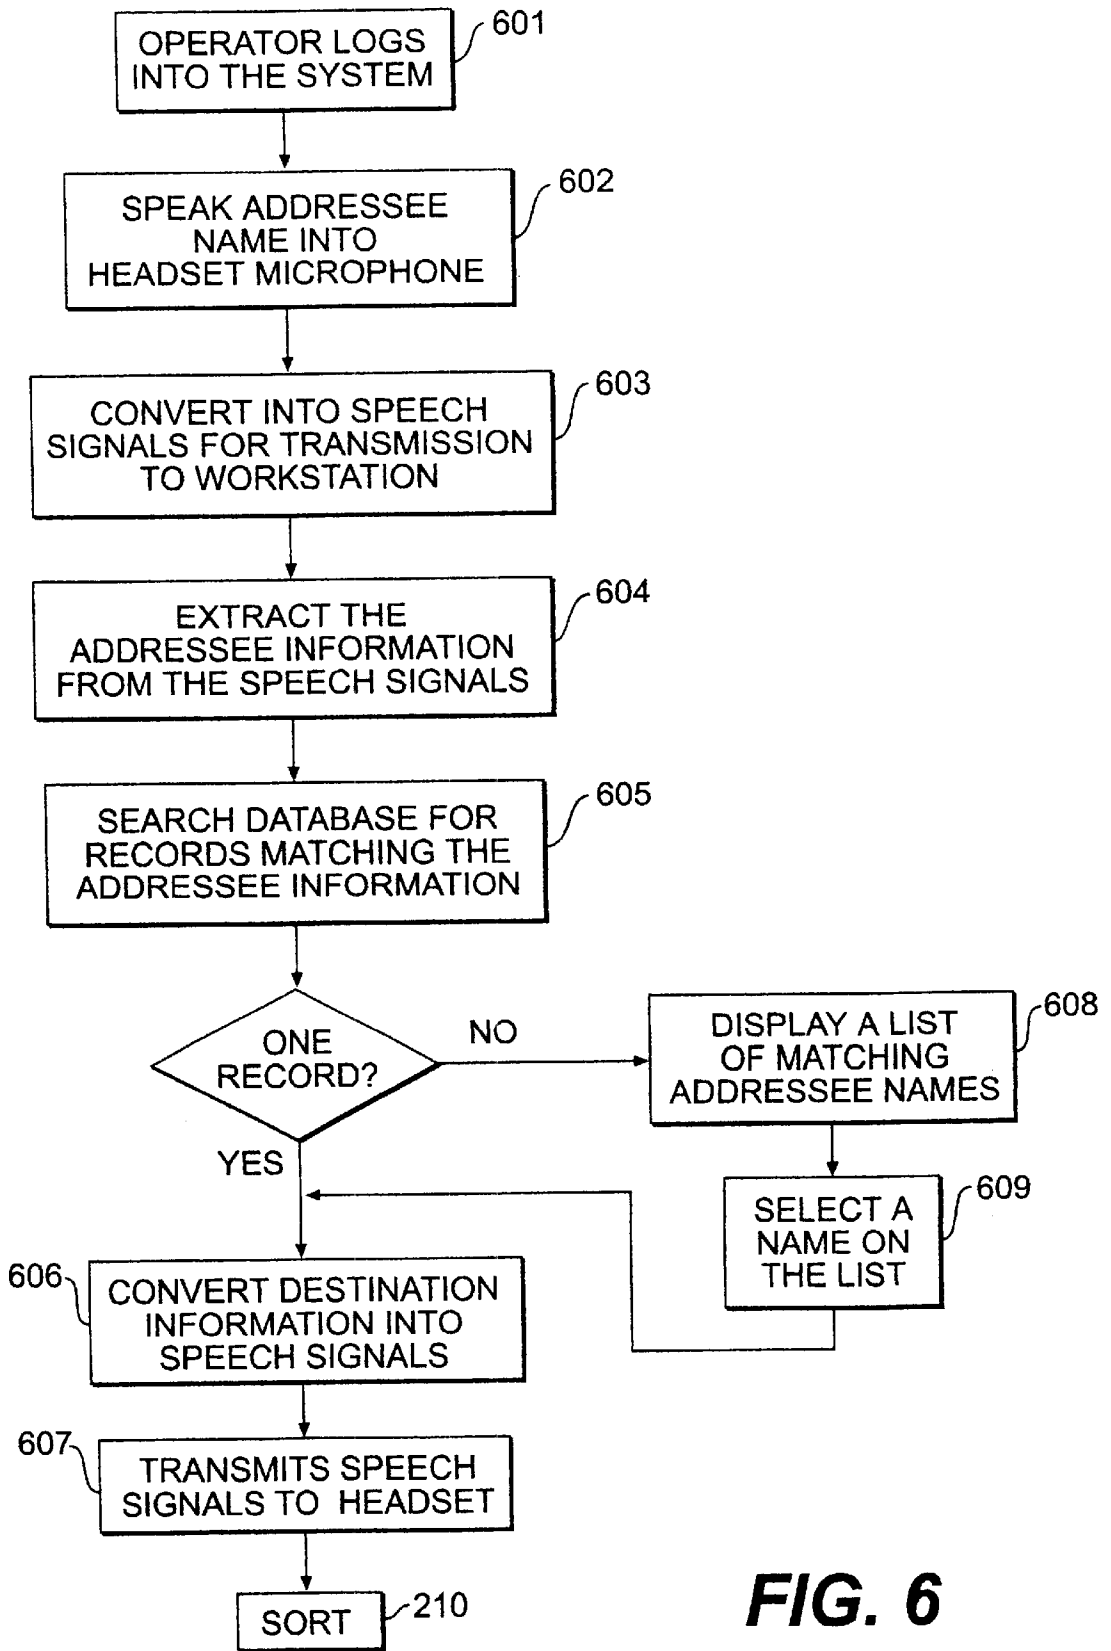 OPERATOR LOGS
INTO THE SYSTEM
601
SPEAK ADDRESSEE
NAME INTO
HEADSET MICROPHONE
602
CONVERT INTO SPEECH
SIGNALS FOR TRANSMISSION
TO WORKSTATION
603
EXTRACT THE
ADDRESSEE INFORMATION
FROM THE SPEECH SIGNALS
604
SEARCH DATABASE FOR
RECORDS MATCHING THE
ADDRESSEE INFORMATION
605
ONE
RECORD?
NO
YES
DISPLAY A LIST
OF MATCHING
ADDRESSEE NAMES
608
SELECT A
NAME ON
THE LIST
609
606
CONVERT DESTINATION
INFORMATION INTO
SPEECH SIGNALS
607
TRANSMITS SPEECH
SIGNALS TO HEADSET
SORT
210
FIG. 6